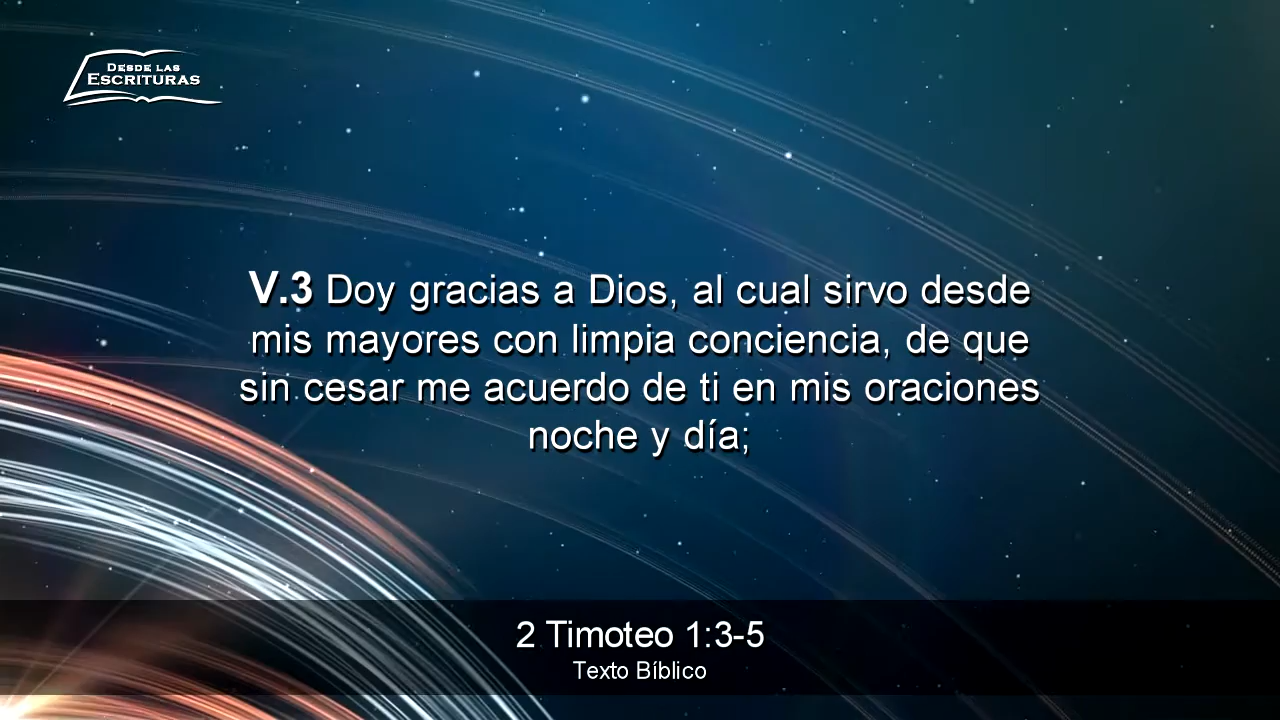 DESDE LAS
ESCRITURAS
V.3 Doy gracias a Dios, al cual sirvo desde
mis mayores con limpia conciencia, de que
sin cesar me acuerdo de ti en mis oraciones
noche y día;
2 Timoteo 1:3-5
Texto Bíblico